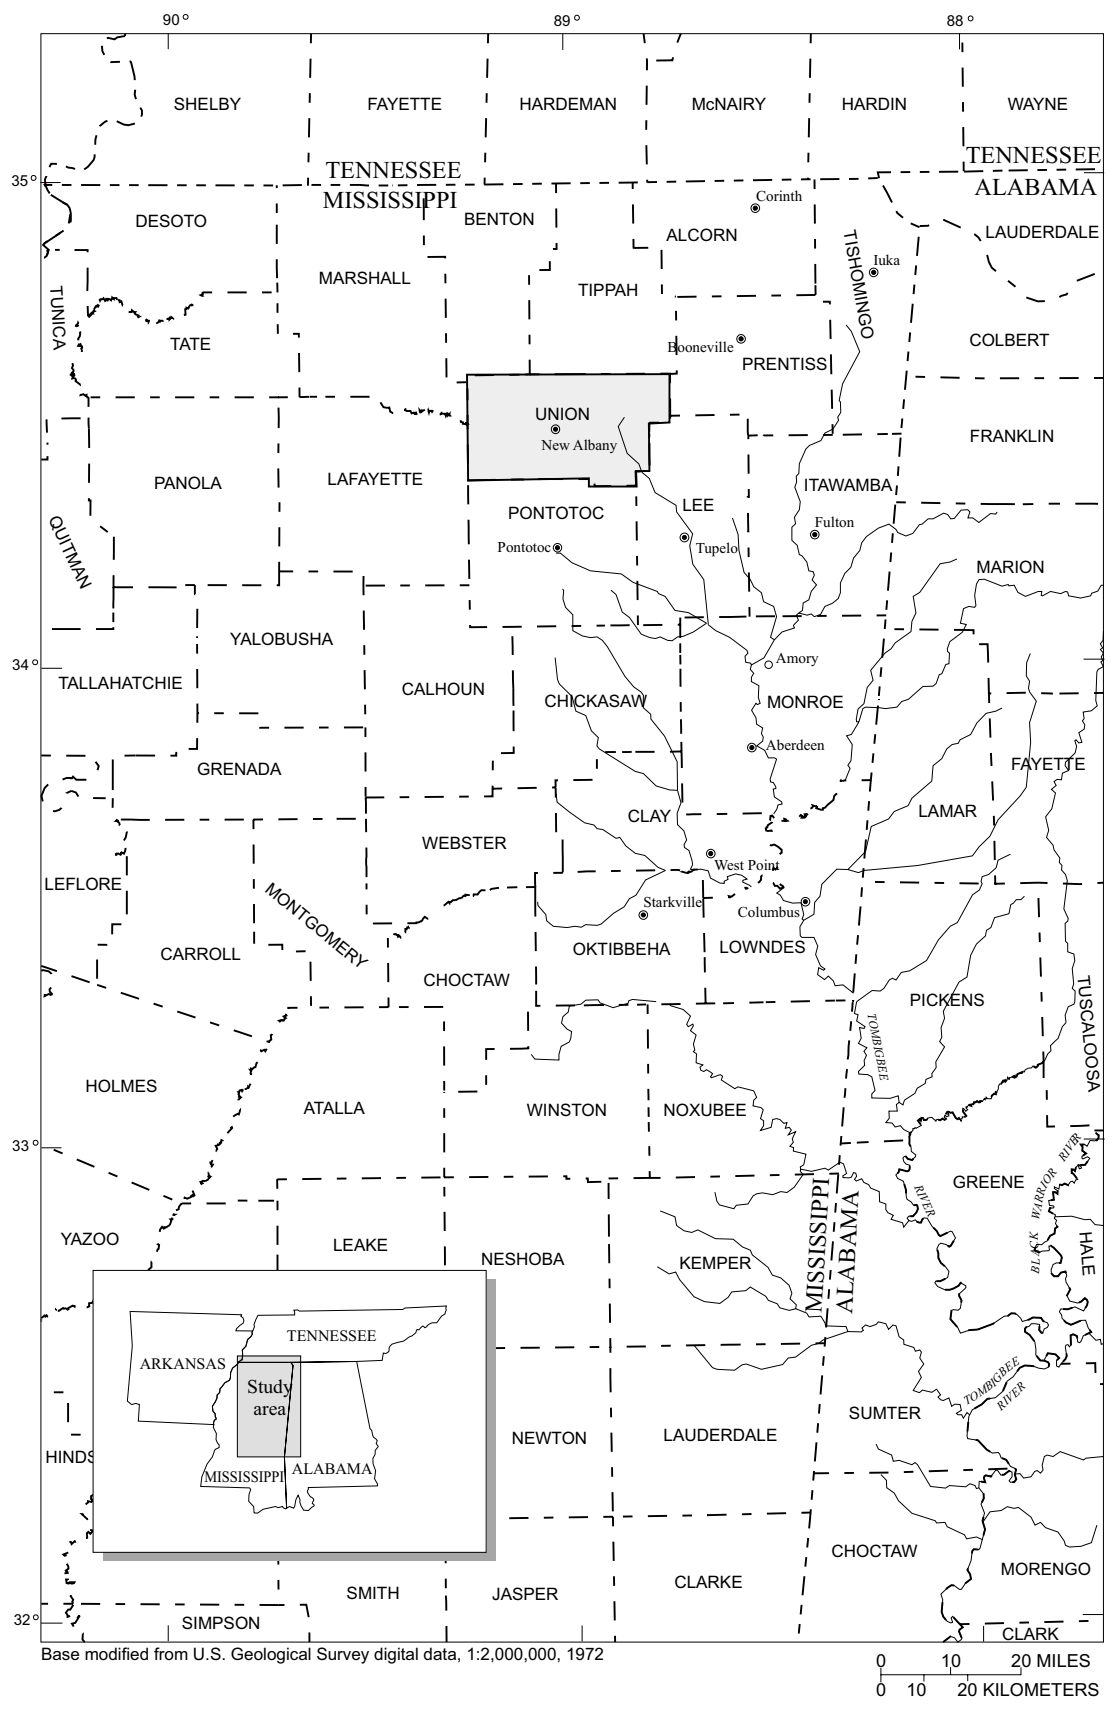 90° 89° 88°
SHELBY FAYETTE HARDEMAN McNAIRY HARDIN WAYNE
TENNESSEE
TENNESSEE
35°
ALABAMA
MISSISSIPPI
Corinth
DESOTO
BENTON
ALCORN
LAUDERDALE
TISHOMINGO
Iuka
MARSHALL
TIPPAH
TUNICA
TATE
COLBERT
Booneville
PRENTISS
UNION
New Albany
FRANKLIN
PANOLA
LAFAYETTE
ITAWAMBA
LEE
PONTOTOC
Fulton
QUITMAN
Pontotoc
Tupelo
MARION
YALOBUSHA
34°
Amory
TALLAHATCHIE
CALHOUN
CHICKASAW
MONROE
Aberdeen
FAYETTE
GRENADA
LAMAR
CLAY
WEBSTER
West Point
LEFLORE
MONTGOMERY
Starkville
Columbus
CARROLL
OKTIBBEHA
LOWNDES
CHOCTAW
PICKENS
TUSCALOOSA
TOMBIGBEE
HOLMES
ATALLA
WINSTON
NOXUBEE
33°
GREENE
BLACK WARRIOR RIVER
RIVER
MISSISSIPPI
ALABAMA
YAZOO
LEAKE
NESHOBA
KEMPER
HALE
TENNESSEE
ARKANSAS
Study
area
MISSISSIPPI
ALABAMA
TOMBIGBEE
RIVER
SUMTER
HINDS
NEWTON
LAUDERDALE
CHOCTAW
MORENGO
SMITH
JASPER
CLARKE
32°
SIMPSON
CLARK
Base modified from U.S. Geological Survey digital data, 1:2,000,000, 1972
0 10 20 MILES
0 10 20 KILOMETERS